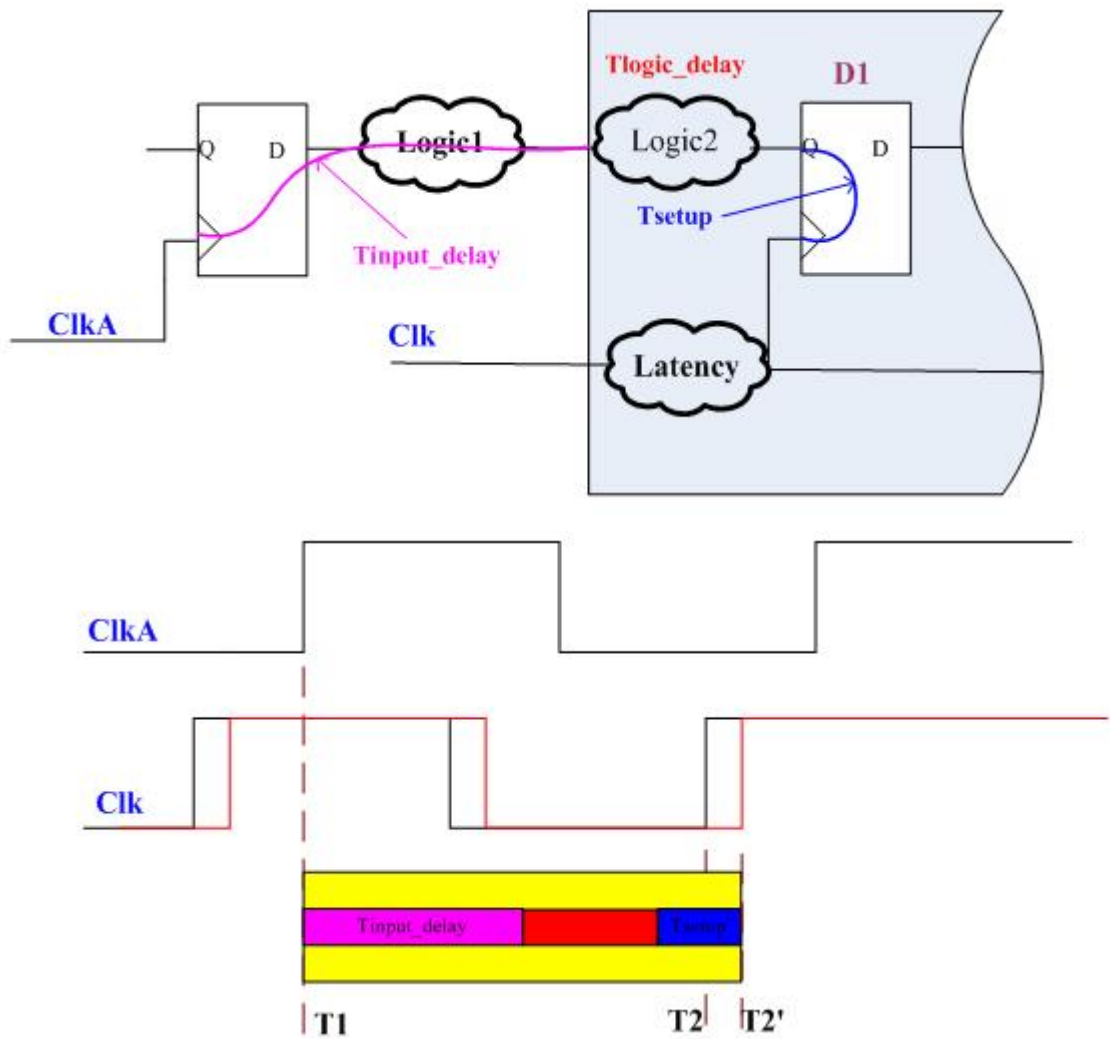 Tlogic_delay
D1
Q D
Logic1
Logic2
Q D
Tsetup
Tinput_delay
ClkA
Clk
Latency
ClkA
Clk
Tinput_delay
Tsetup
T1
T2
T2'